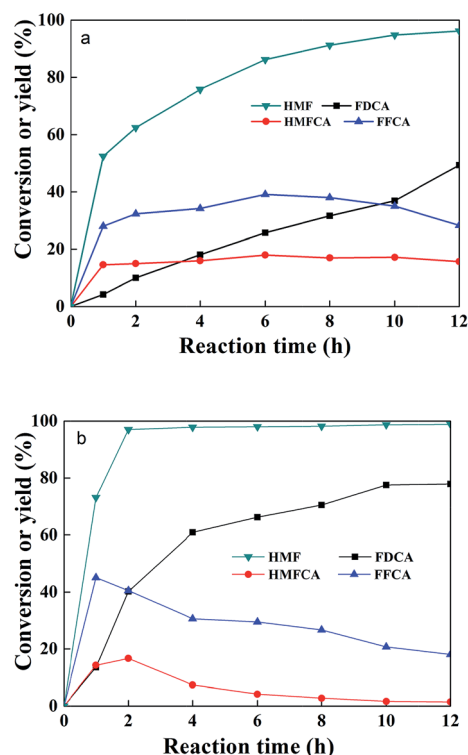 a
Conversion or yield (%)
100
80
60
40
20
0
HMF FDCA
HMFCA FFCA
0 2 4 6 8 10 12
Reaction time (h)
b
Conversion or yield (%)
100
80
60
40
20
0
HMF FDCA
HMFCA FFCA
0 2 4 6 8 10 12
Reaction time (h)